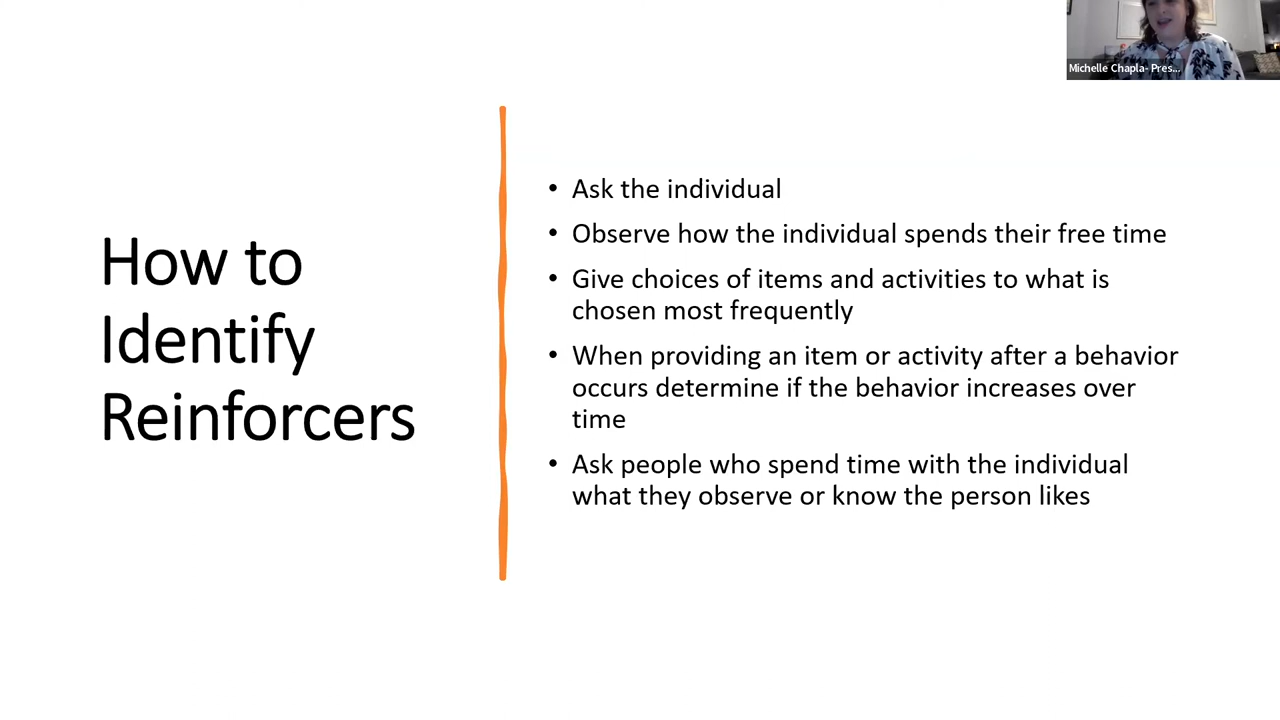 Michelle Chapla- Pres...
How to
Identify
Reinforcers
• Ask the individual
• Observe how the individual spends their free time
• Give choices of items and activities to what is
chosen most frequently
• When providing an item or activity after a behavior
occurs determine if the behavior increases over
time
• Ask people who spend time with the individual
what they observe or know the person likes